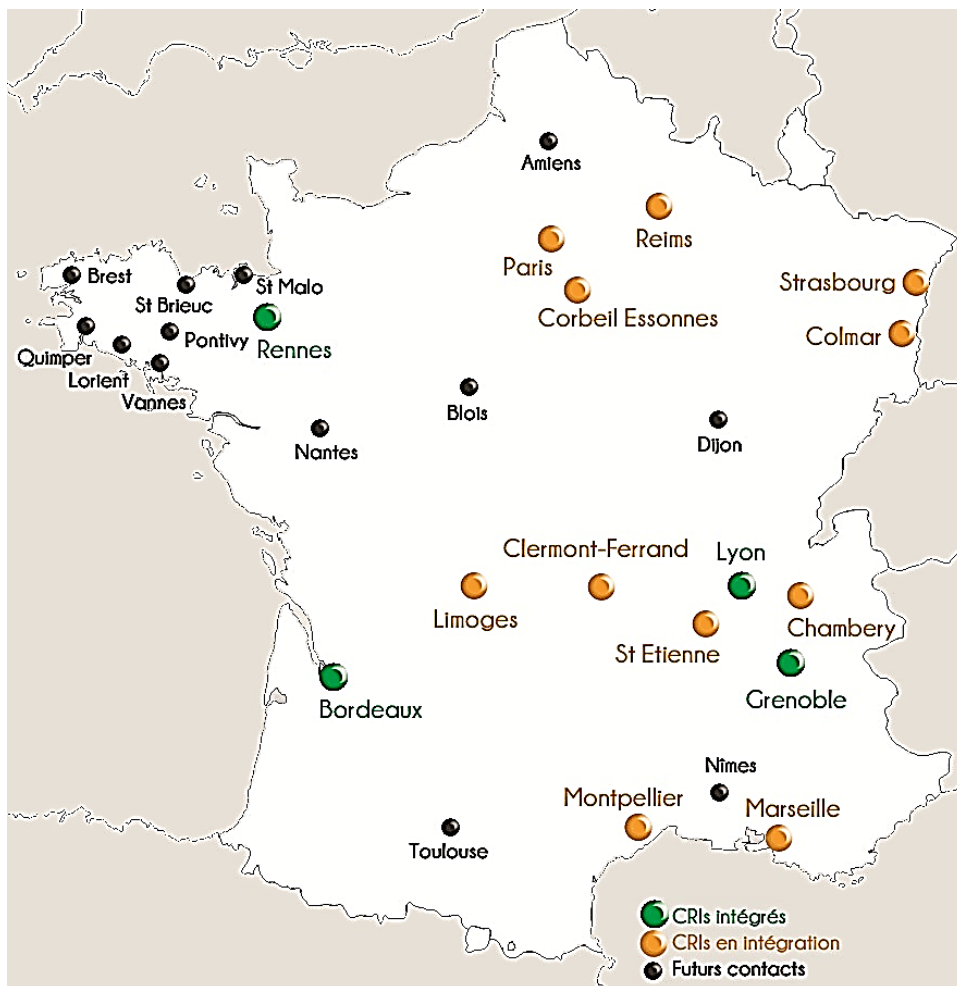 Amiens
Reims
Paris
Strasbourg
Brest
St Malo
St Brieuc
Corbeil Essonnes
Colmar
Pontivy
Rennes
Quimper
Lorient
Vannes
Blois
Nantes
Dijon
Clermont-Ferrand
Lyon
Limoges
Chambery
St Etienne
Grenoble
Bordeaux
Nîmes
Montpellier
Marseille
Toulouse
CRIs intégrés
CRIs en intégration
Futurs contacts